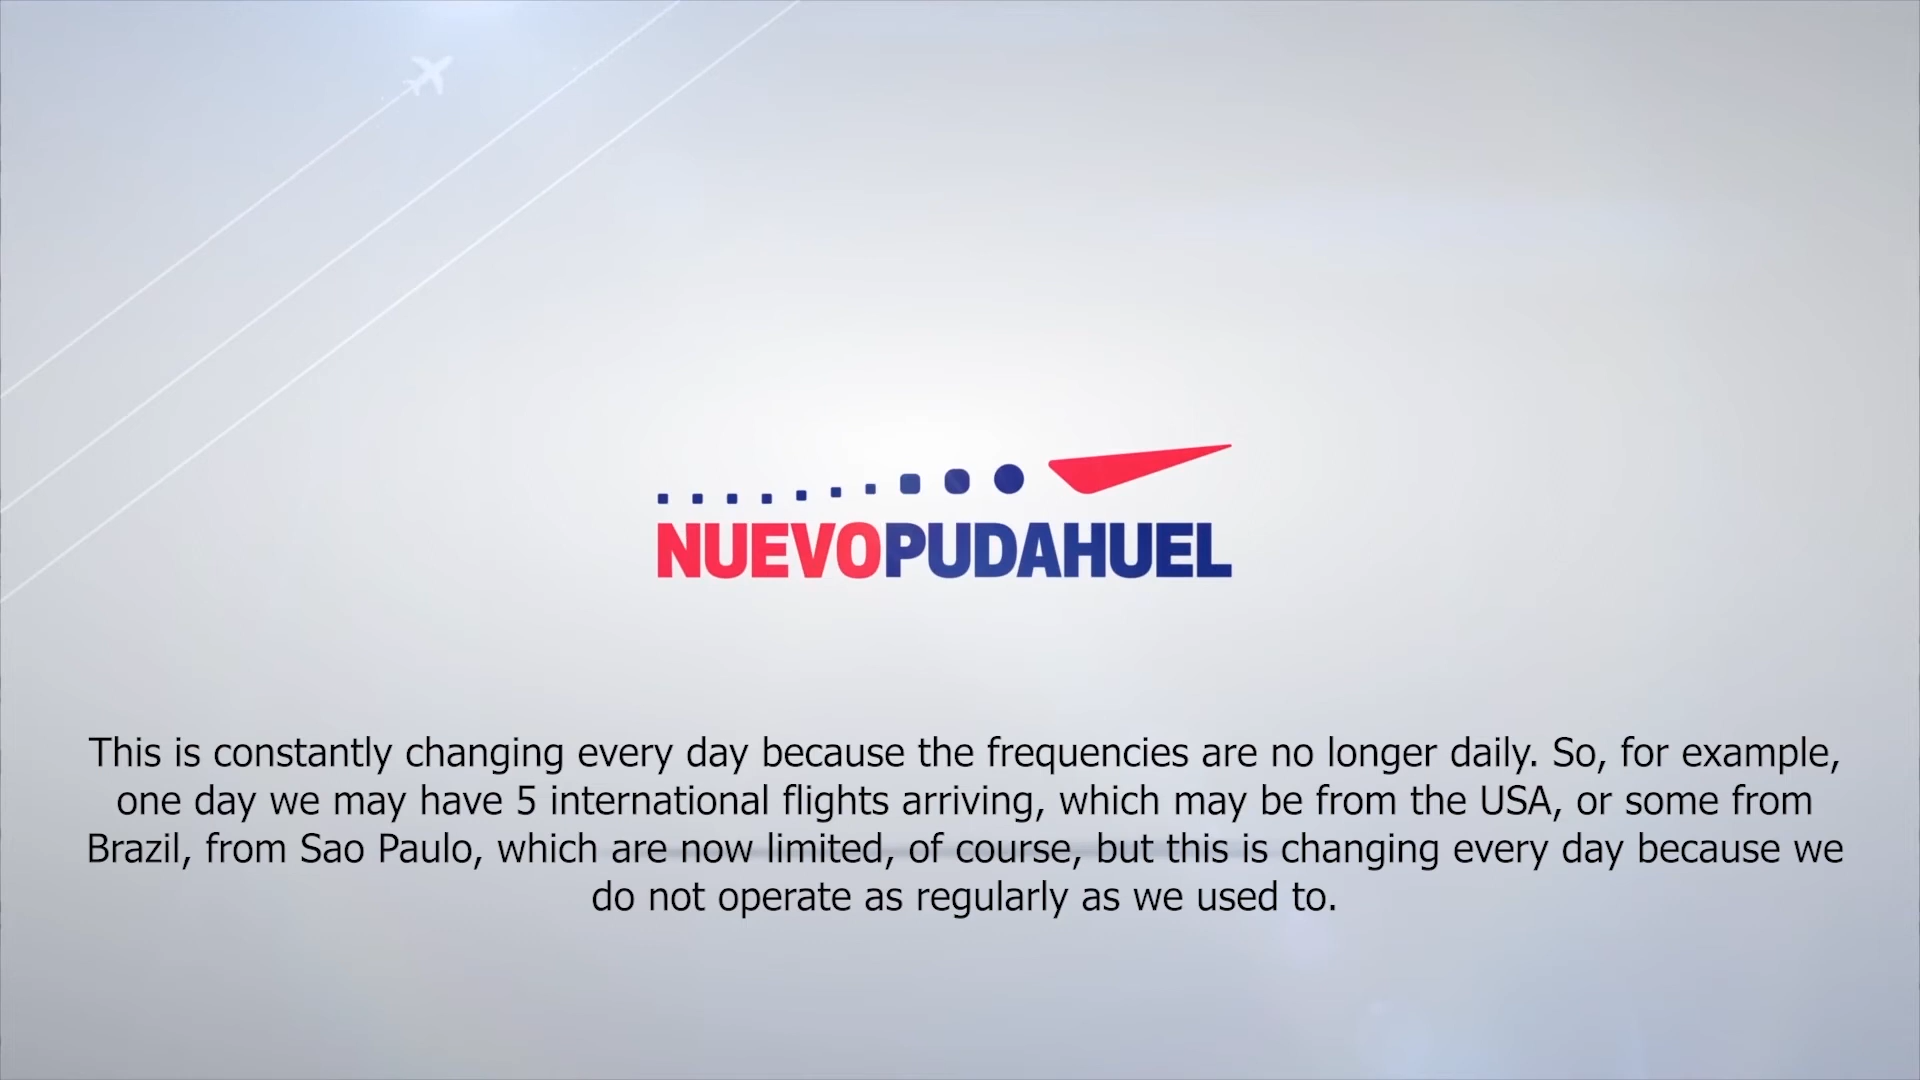 NUEVOPUDAHUEL
This is constantly changing every day because the frequencies are no longer daily. So, for example,
one day we may have 5 international flights arriving, which may be from the USA, or some from
Brazil, from Sao Paulo, which are now limited, of course, but this is changing every day because we
do not operate as regularly as we used to.